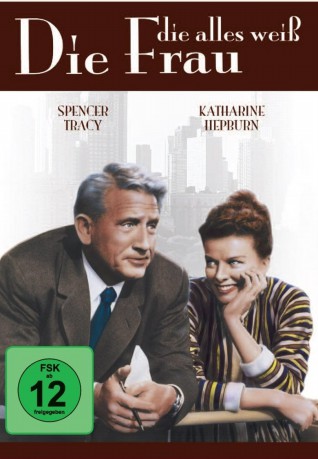 Die Frau
die alles weiß
SPENCER
TRACY
KATHARINE
HEPBURN
FSK
ab
12
freigegeben